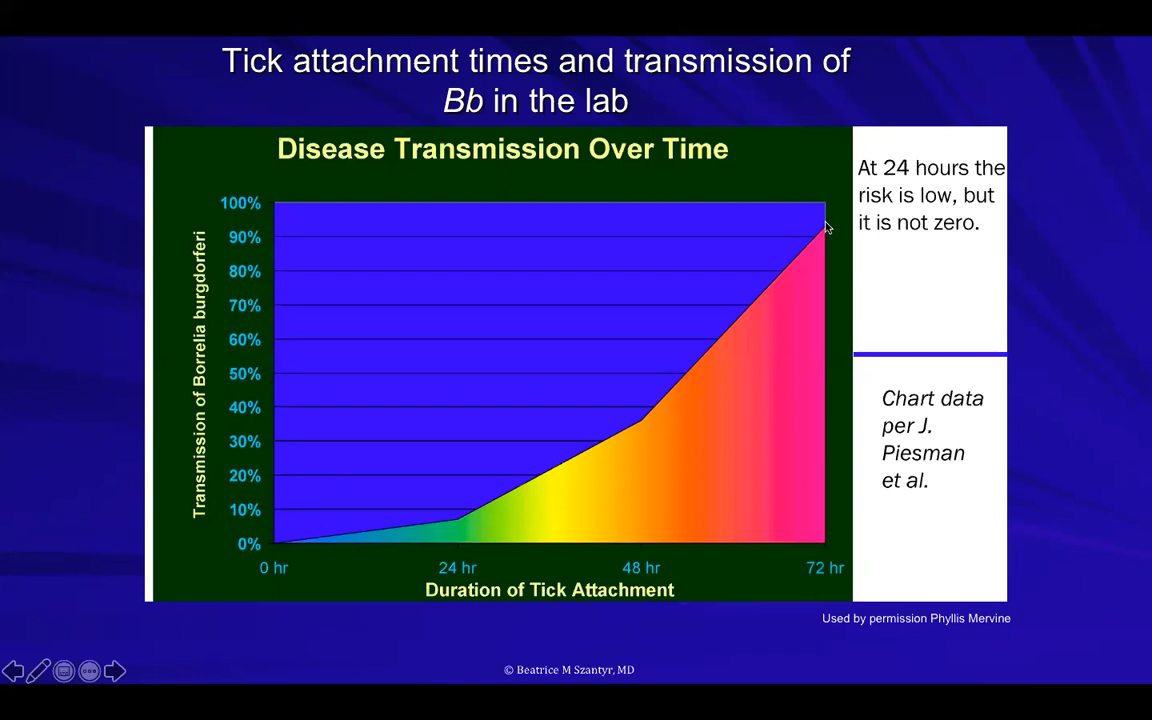 Tick attachment times and transmission of
Bb in the lab
Disease Transmission Over Time
Transmission of Borrelia burgdorferi
100%
90%
80%
70%
60%
50%
40%
30%
20%
10%
0%
0 hr
24 hr
48 hr
72 hr
Duration of Tick Attachment
At 24 hours the
risk is low, but
it is not zero.
Chart data
per J.
Piesman
et al.
Used by permission Phyllis Mervine
© Beatrice M Szantyr, MD